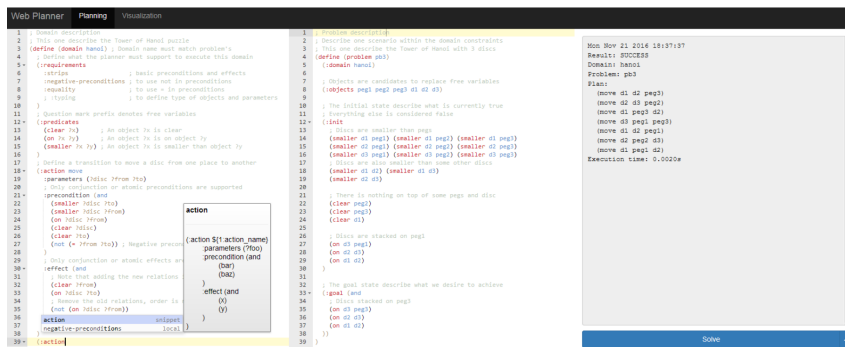 Web Planner Planning Visualization
1 ; Domain description
2 ; This one describe the Tower of Hanoi puzzle
3 (define (domain hanoi) ; Domain name must match problem's
4 ; Define what the planner must support to execute this domain
5 (:requirements
6 :strips ; basic preconditions and effects
7 :negative-preconditions ; to use not in preconditions
8 :equality ; to use = in preconditions
9 ; :typing ; to define type of objects and parameters
10 )
11 ; Question mark prefix denotes free variables
12 (:predicates
13 (clear ?x) ; An object ?x is clear
14 (on ?x ?y) ; An object ?x is on object ?y
15 (smaller ?x ?y) ; An object ?x is smaller than object ?y
16 )
17 ; Define a transition to move a disc from one place to another
18 (:action move
19 :parameters (?disc ?from ?to)
20 ; Only conjunction or atomic preconditions are supported
21 :precondition (and
22 (smaller ?disc ?to)
23 (smaller ?disc ?from)
24 (on ?disc ?from)
25 (clear ?disc)
26 (clear ?to)
27 (not (= ?from ?to)) ; Negative precon
28 )
29 ; Only conjunction or atomic effects are
30 :effect (and
31 ; Note that adding the new relations
32 (clear ?from)
33 (on ?disc ?to)
34 ; Remove the old relations, order is
35 (not (on ?disc ?from))
36
37
38 )
39 (:action
action snippet
negative-preconditions local
action
(:action ${1:action_name}
:parameters (?foo)
:precondition (and
(bar)
(baz)
)
:effect (and
(x)
(y)
)
)
1 ; Problem description
2 ; Describe one scenario within the domain constraints
3 ; This one describe the Tower of Hanoi with 3 discs
4 (define (problem pb3)
5 (:domain hanoi)
6
7 ; Objects are candidates to replace free variables
8 (:objects peg1 peg2 peg3 d1 d2 d3)
9
10 ; The initial state describe what is currently true
11 ; Everything else is considered false
12 (:init
13 ; Discs are smaller than pegs
14 (smaller d1 peg1) (smaller d1 peg2) (smaller d1 peg3)
15 (smaller d2 peg1) (smaller d2 peg2) (smaller d2 peg3)
16 (smaller d3 peg1) (smaller d3 peg2) (smaller d3 peg3)
17 ; Discs are also smaller than some other discs
18 (smaller d1 d2) (smaller d1 d3)
19 (smaller d2 d3)
20
21 ; There is nothing on top of some pegs and disc
22 (clear peg2)
23 (clear peg3)
24 (clear d1)
25
26 ; Discs are stacked on peg1
27 (on d3 peg1)
28 (on d2 d3)
29 (on d1 d2)
30 )
31
32 ; The goal state describe what we desire to achieve
33 (:goal (and
34 ; Discs stacked on peg3
35 (on d3 peg3)
36 (on d2 d3)
37 (on d1 d2)
38 ))
39 )
Mon Nov 21 2016 18:37:37
Result: SUCCESS
Domain: hanoi
Problem: pb3
Plan:
(move d1 d2 peg3)
(move d2 d3 peg2)
(move d1 peg3 d2)
(move d3 peg1 peg3)
(move d1 d2 peg1)
(move d2 peg2 d3)
(move d1 peg1 d2)
Execution time: 0.0020s
Solve